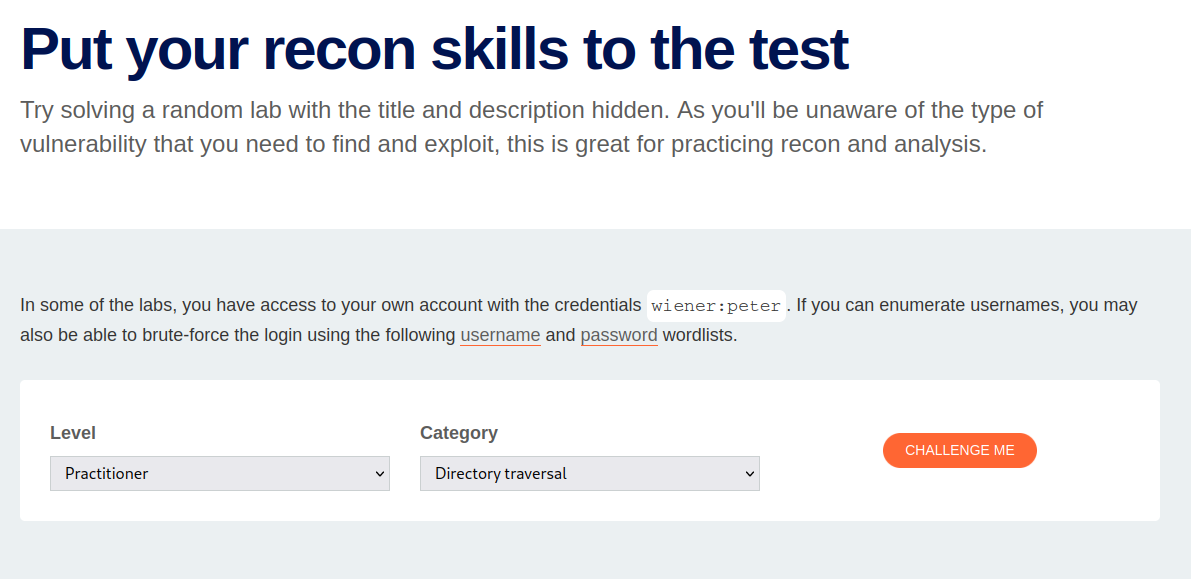 Put your recon skills to the test
Try solving a random lab with the title and description hidden. As you'll be unaware of the type of
vulnerability that you need to find and exploit, this is great for practicing recon and analysis.
In some of the labs, you have access to your own account with the credentials wiener:peter. If you can enumerate usernames, you may
also be able to brute-force the login using the following username and password wordlists.
Level
Category
CHALLENGE ME
Practitioner
Directory traversal